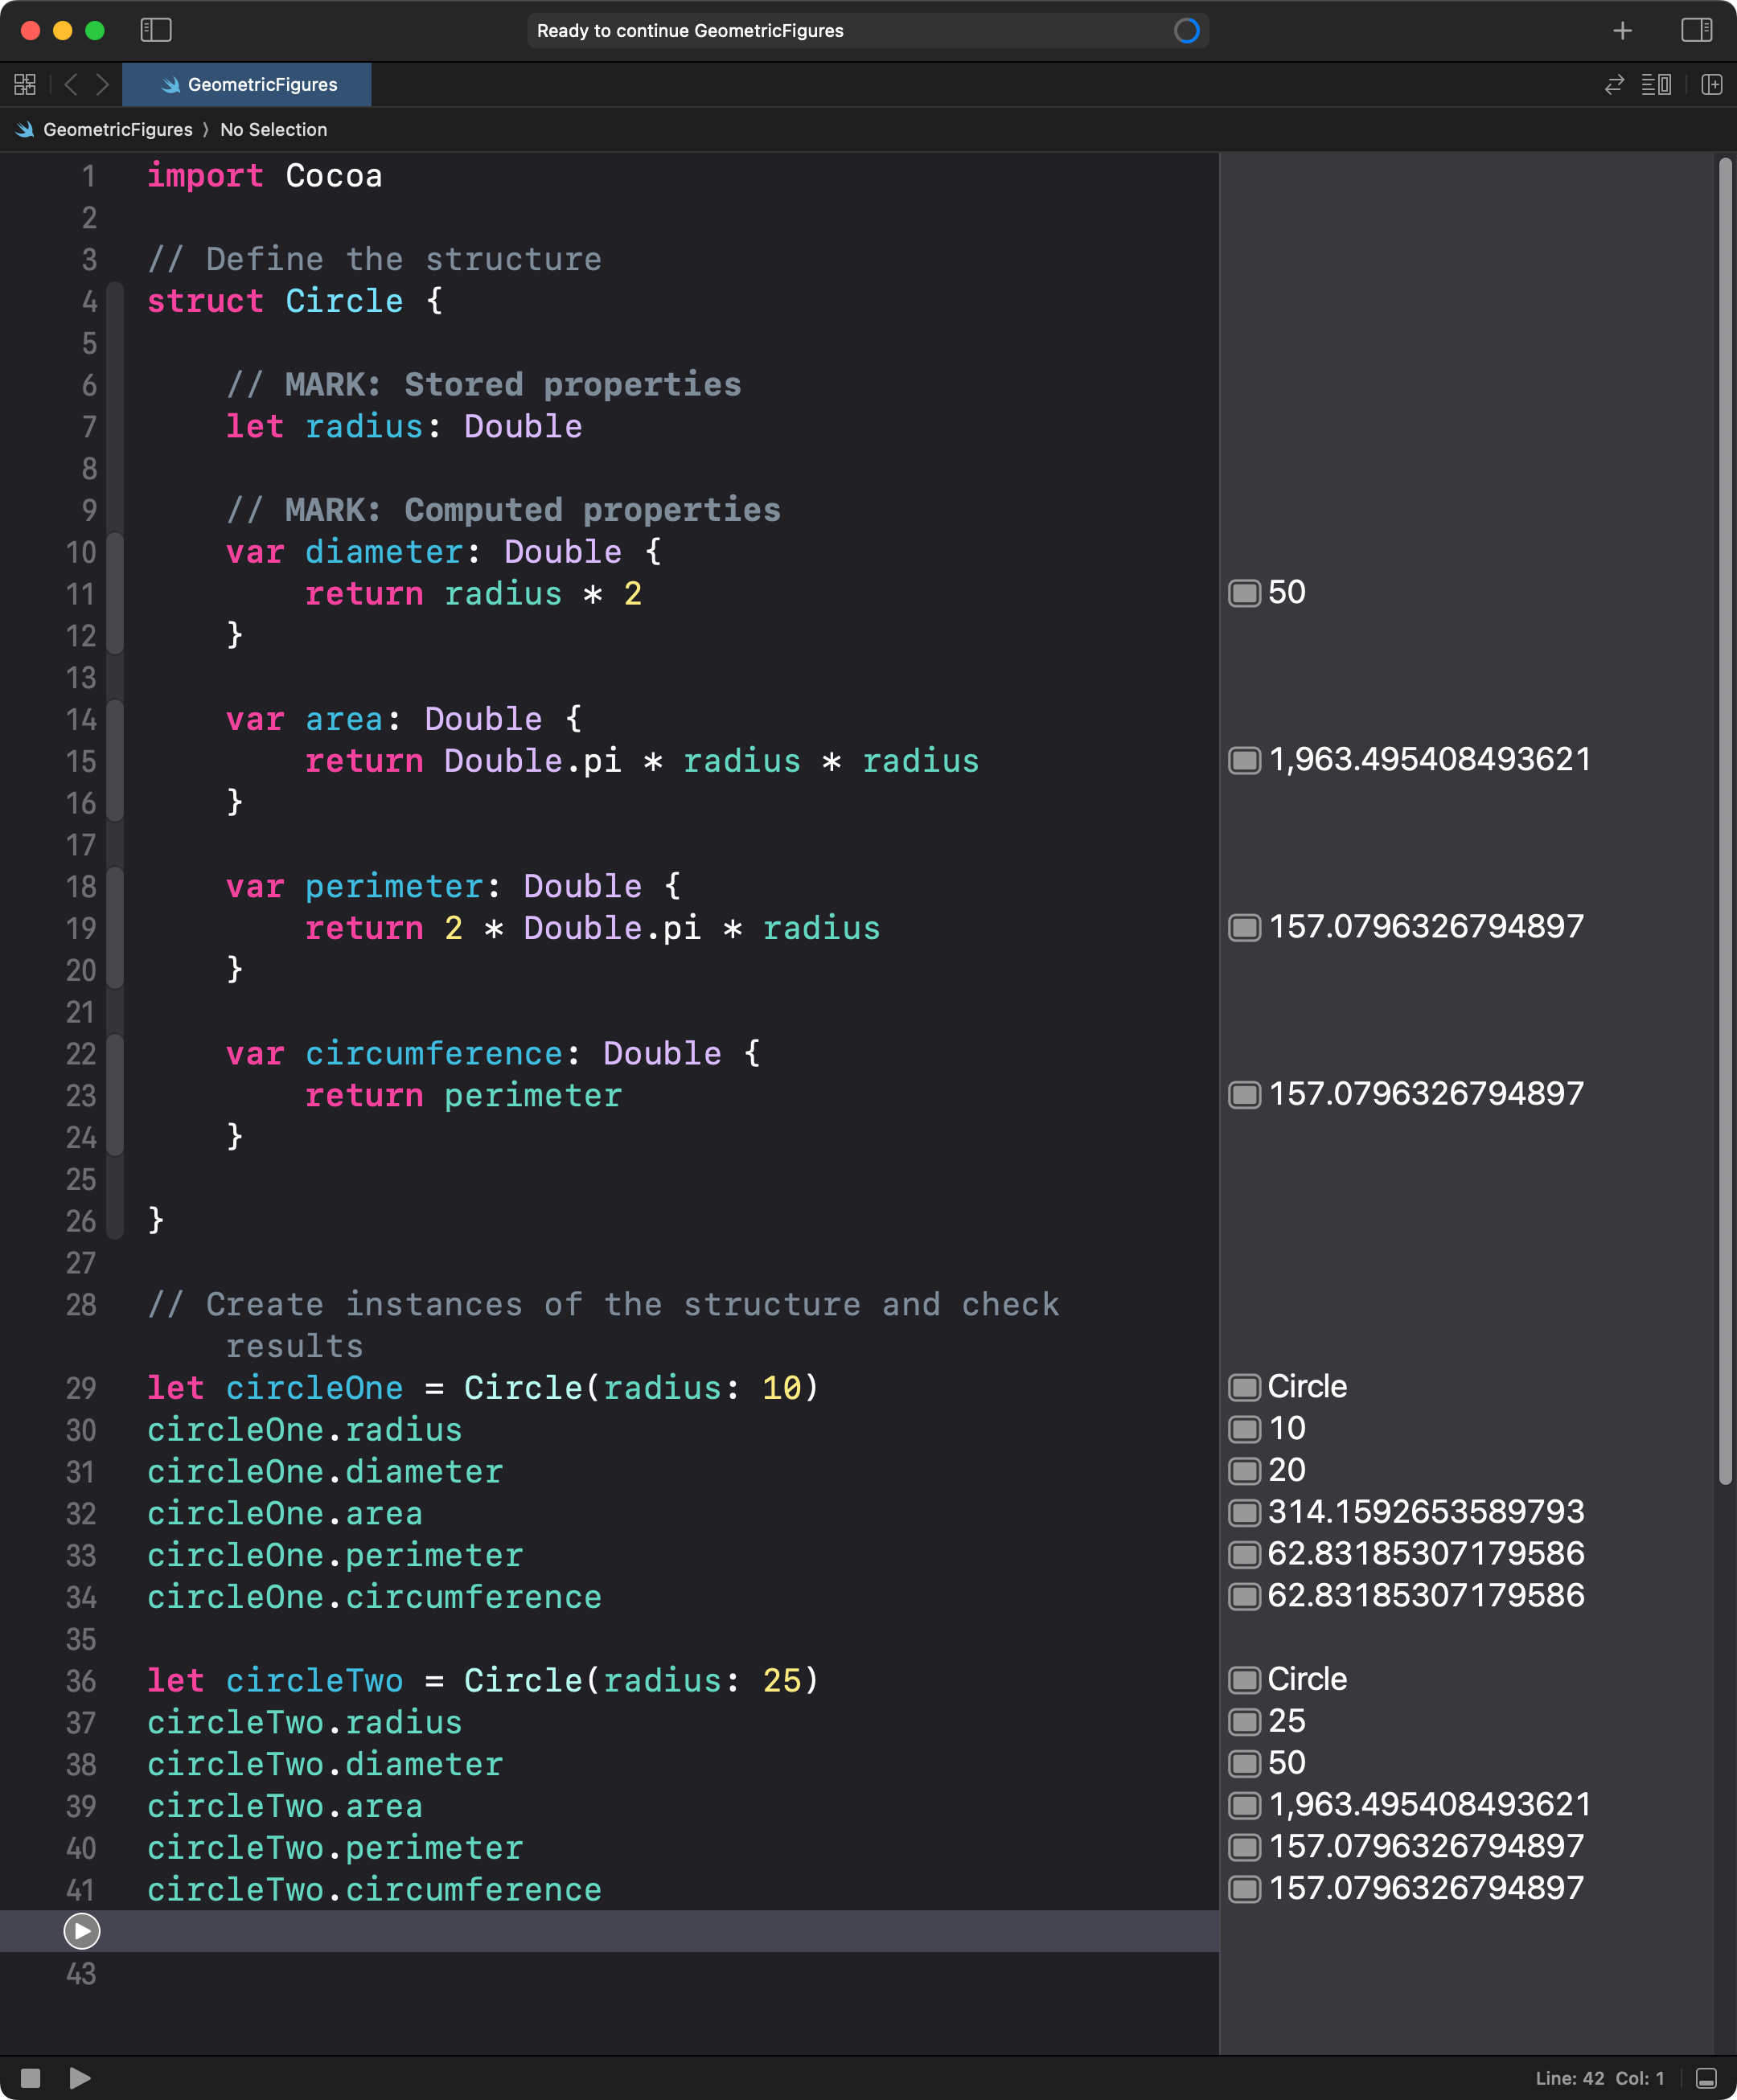 Ready to continue GeometricFigures
GeometricFigures
GeometricFigures 〉 No Selection
1 import Cocoa
2
3 // Define the structure
4 struct Circle {
5
6     // MARK: Stored properties
7     let radius: Double
8
9     // MARK: Computed properties
10     var diameter: Double {
11         return radius * 2 50
12     }
13
14     var area: Double {
15         return Double.pi * radius * radius 1,963.495408493621
16     }
17
18     var perimeter: Double {
19         return 2 * Double.pi * radius 157.0796326794897
20     }
21
22     var circumference: Double {
23         return perimeter 157.0796326794897
24     }
25
26 }
27
28 // Create instances of the structure and check
results
29 let circleOne = Circle(radius: 10) Circle
30 circleOne.radius 10
31 circleOne.diameter 20
32 circleOne.area 314.1592653589793
33 circleOne.perimeter 62.83185307179586
34 circleOne.circumference 62.83185307179586
35
36 let circleTwo = Circle(radius: 25) Circle
37 circleTwo.radius 25
38 circleTwo.diameter 50
39 circleTwo.area 1,963.495408493621
40 circleTwo.perimeter 157.0796326794897
41 circleTwo.circumference 157.0796326794897
43
Line: 42 Col: 1